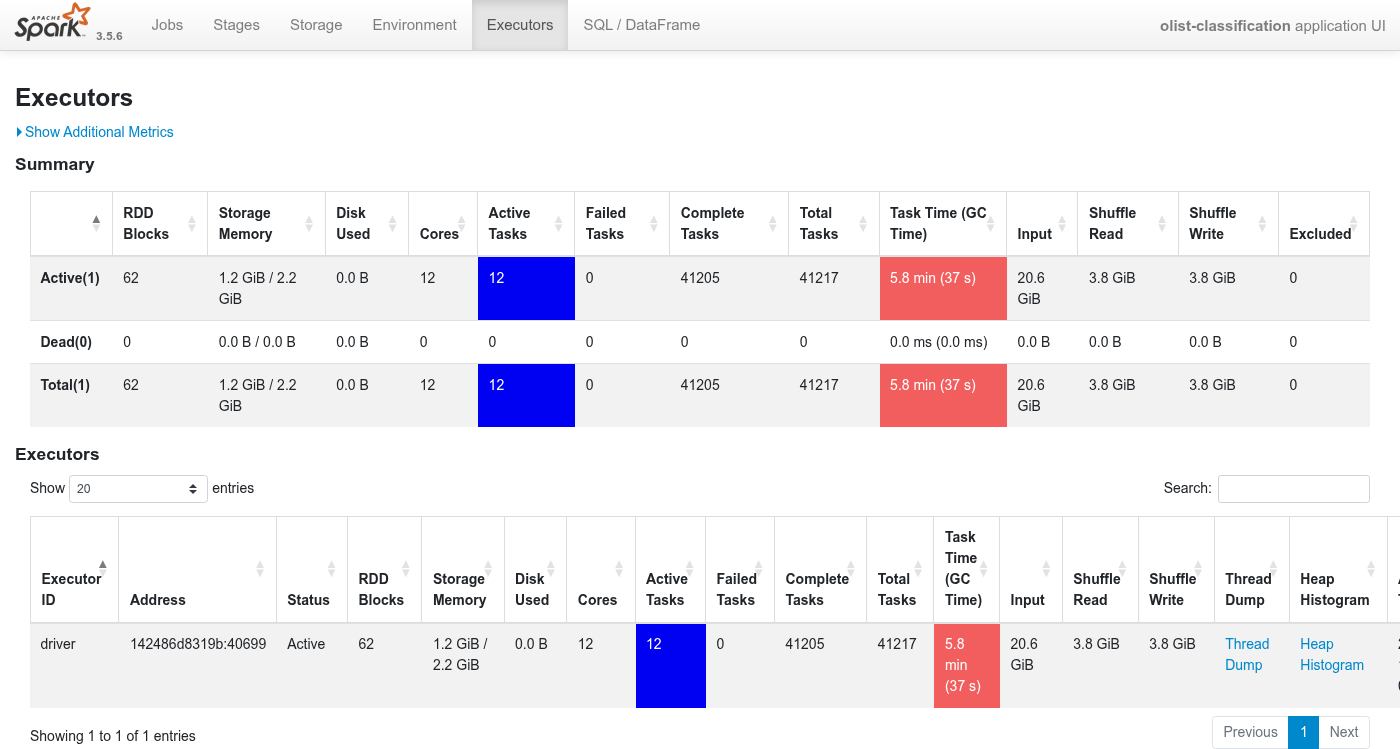 APACHE
Spark 3.5.6 Jobs Stages Storage Environment Executors SQL / DataFrame olist-classification application UI
Executors
Show Additional Metrics
Summary
RDD Blocks Storage Memory Disk Used Cores Active Tasks Failed Tasks Complete Tasks Total Tasks Task Time (GC Time) Input Shuffle Read Shuffle Write Excluded
Active(1) 62 1.2 GiB / 2.2 GiB 0.0 B 12 12 0 41205 41217 5.8 min (37 s) 20.6 GiB 3.8 GiB 3.8 GiB 0
Dead(0) 0 0.0 B / 0.0 B 0.0 B 0 0 0 0 0 0.0 ms (0.0 ms) 0.0 B 0.0 B 0.0 B 0
Total(1) 62 1.2 GiB / 2.2 GiB 0.0 B 12 12 0 41205 41217 5.8 min (37 s) 20.6 GiB 3.8 GiB 3.8 GiB 0
Executors
Show 20 entries Search:
Executor ID Address Status RDD Blocks Storage Memory Disk Used Cores Active Tasks Failed Tasks Complete Tasks Total Tasks Task Time (GC Time) Input Shuffle Read Shuffle Write Thread Dump Heap Histogram
driver 142486d8319b:40699 Active 62 1.2 GiB / 2.2 GiB 0.0 B 12 12 0 41205 41217 5.8 min (37 s) 20.6 GiB 3.8 GiB 3.8 GiB Thread Dump Heap Histogram
Showing 1 to 1 of 1 entries Previous 1 Next